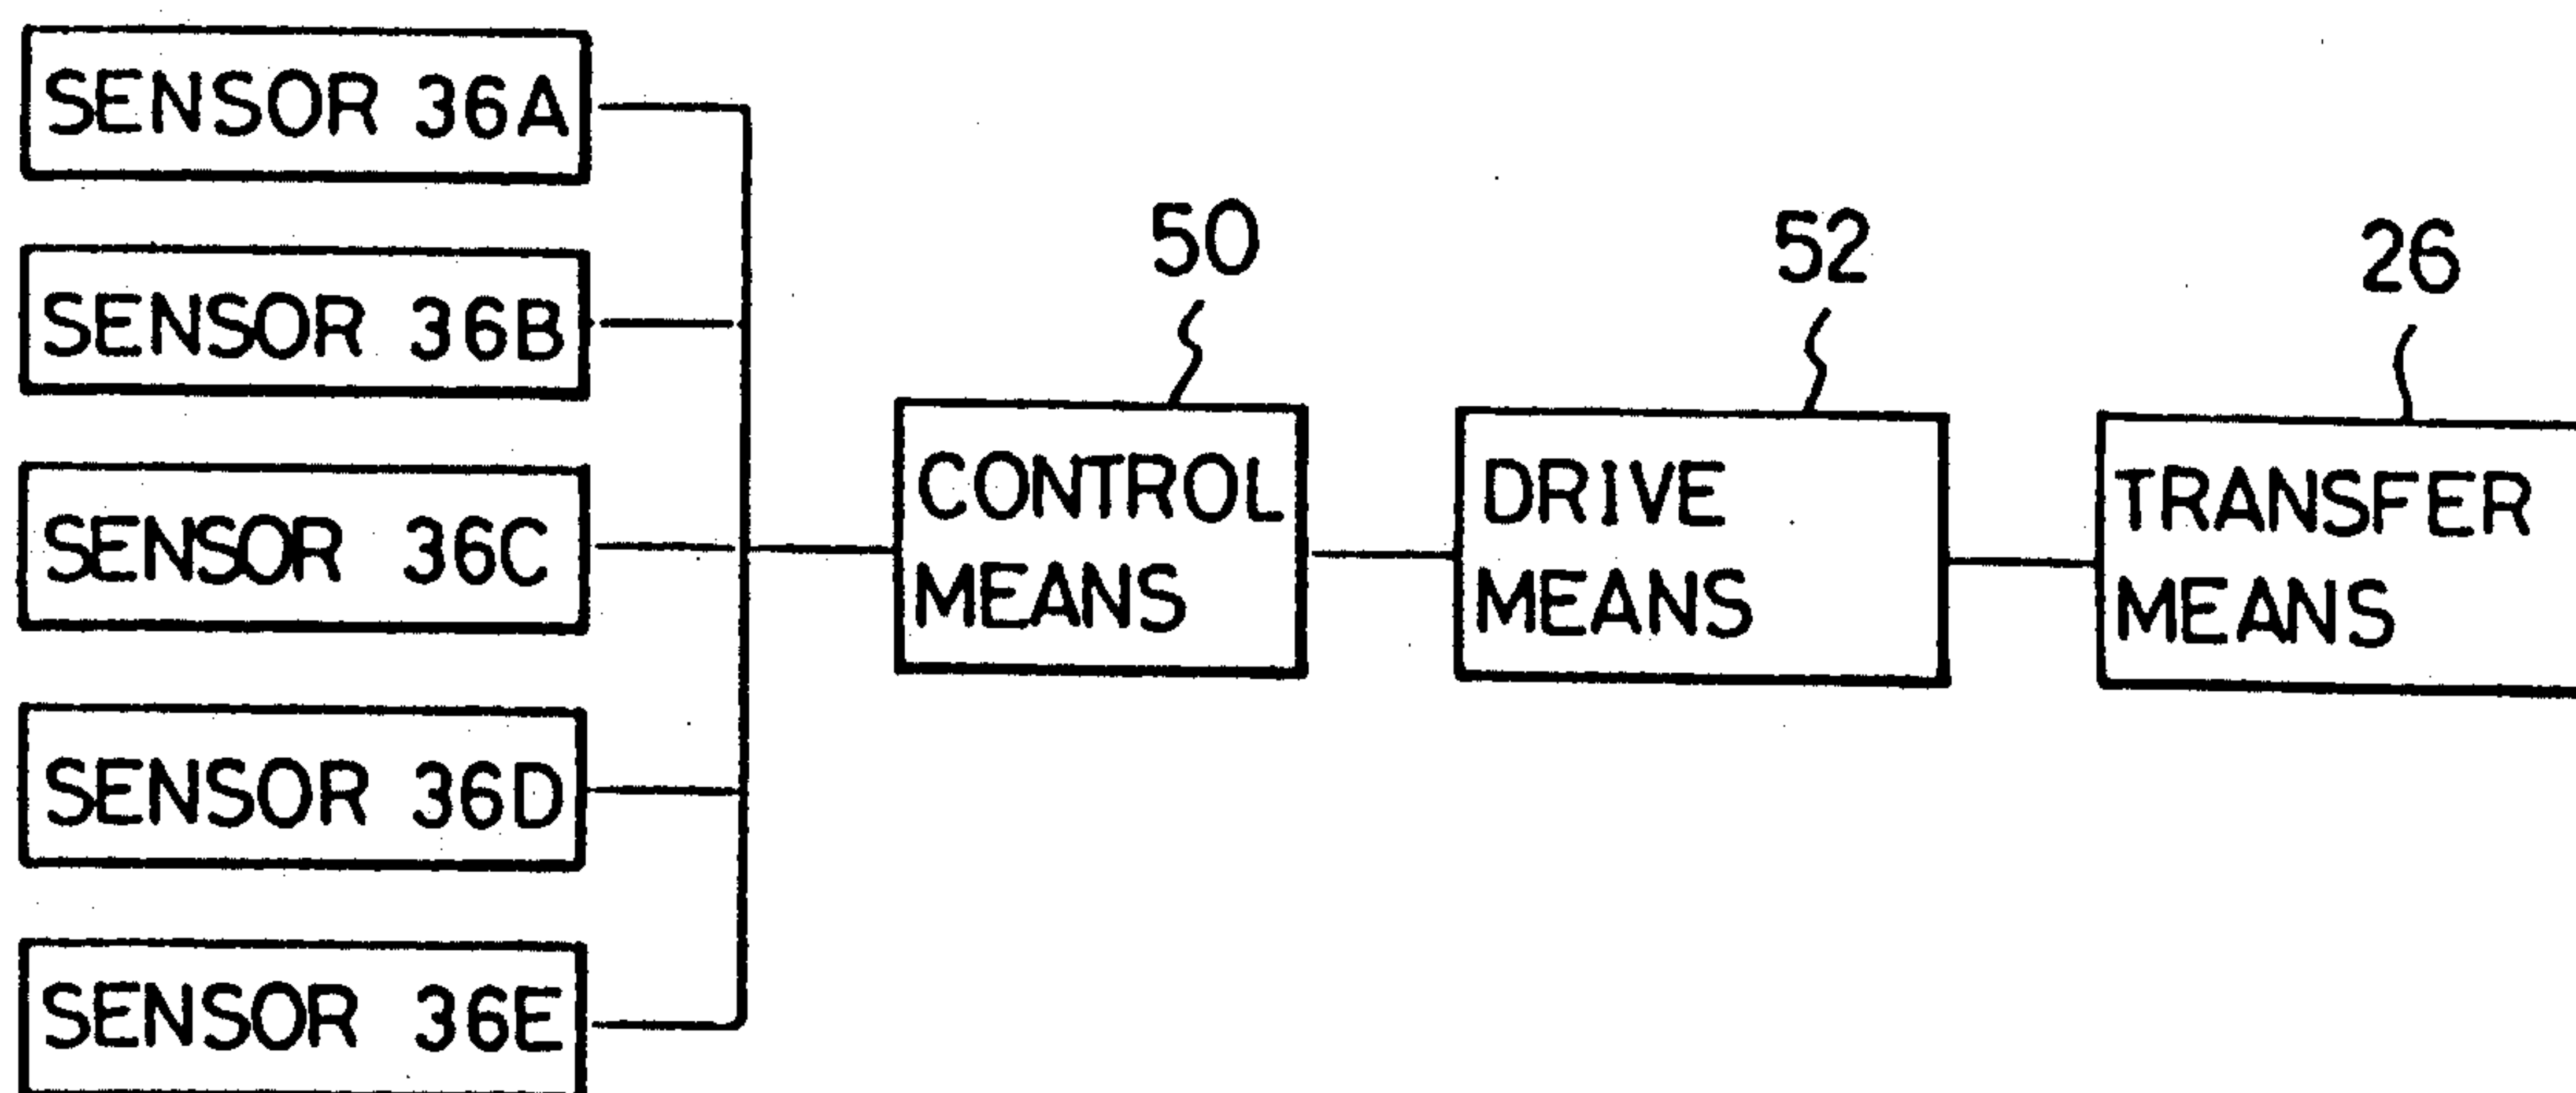 SENSOR 36A
SENSOR 36B
SENSOR 36C
SENSOR 36D
SENSOR 36E
50
CONTROL
MEANS
52
DRIVE
MEANS
26
TRANSFER
MEANS